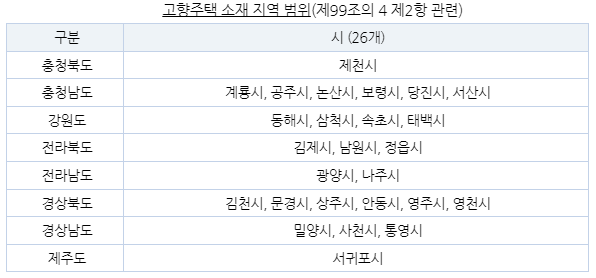 고향주택 소재 지역 범위(제99조의 4 제2항 관련)
구분 시 (26개)
충청북도 제천시
충청남도 계룡시, 공주시, 논산시, 보령시, 당진시, 서산시
강원도 동해시, 삼척시, 속초시, 태백시
전라북도 김제시, 남원시, 정읍시
전라남도 광양시, 나주시
경상북도 김천시, 문경시, 상주시, 안동시, 영주시, 영천시
경상남도 밀양시, 사천시, 통영시
제주도 서귀포시